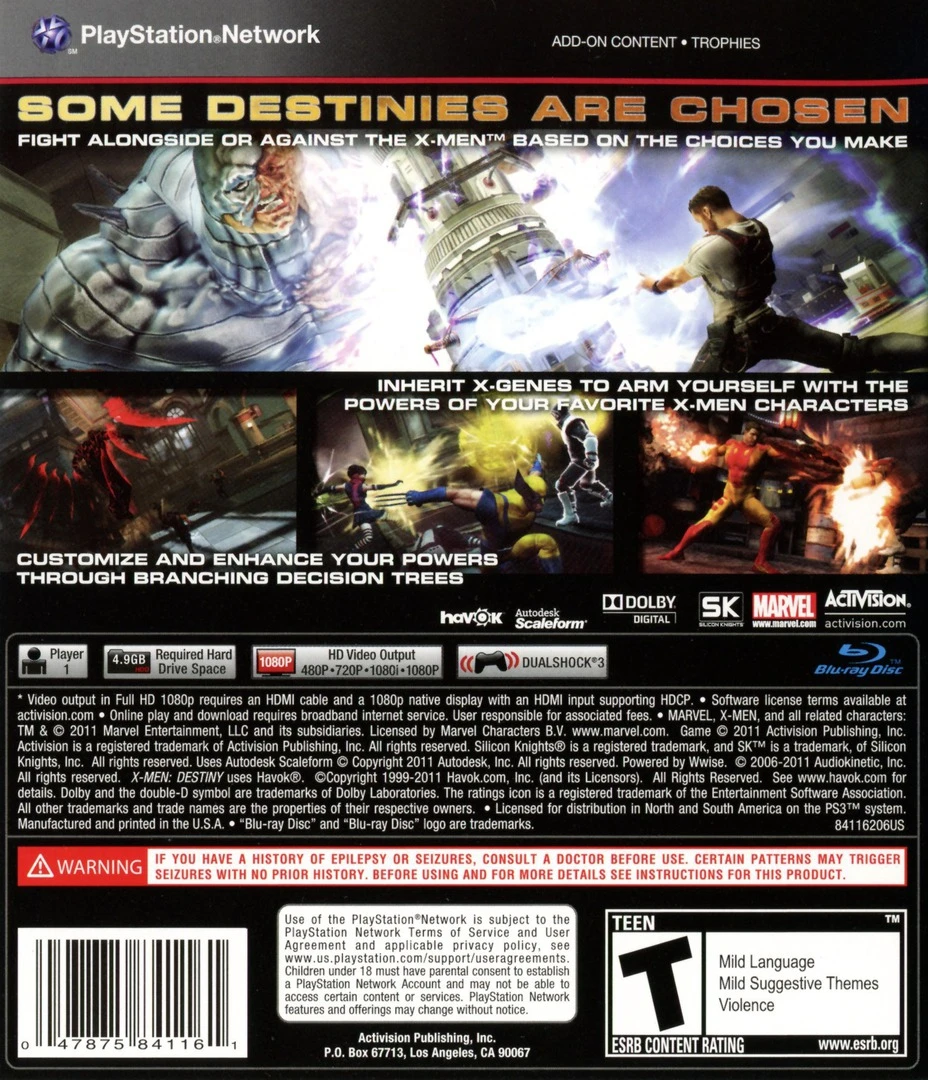 PlayStation®Network
SM
ADD-ON CONTENT • TROPHIES
SOME DESTINIES ARE CHOSEN
FIGHT ALONGSIDE OR AGAINST THE X-MEN™ BASED ON THE CHOICES YOU MAKE
INHERIT X-GENES TO ARM YOURSELF WITH THE
POWERS OF YOUR FAVORITE X-MEN CHARACTERS
CUSTOMIZE AND ENHANCE YOUR POWERS
THROUGH BRANCHING DECISION TREES
havok Autodesk Scaleform® DOLBY DIGITAL SK SILICON KNIGHTS MARVEL www.marvel.com ACTIVISION® activision.com
Player 1
4.9GB Required Hard Drive Space
1080P HD Video Output 480P•720P•1080i•1080P
DUALSHOCK®3
Blu-ray Disc™
* Video output in Full HD 1080p requires an HDMI cable and a 1080p native display with an HDMI input supporting HDCP. • Software license terms available at
activision.com • Online play and download requires broadband internet service. User responsible for associated fees. • MARVEL, X-MEN, and all related characters:
TM & © 2011 Marvel Entertainment, LLC and its subsidiaries. Licensed by Marvel Characters B.V. www.marvel.com. Game © 2011 Activision Publishing, Inc.
Activision is a registered trademark of Activision Publishing, Inc. All rights reserved. Silicon Knights® is a registered trademark, and SK™ is a trademark, of Silicon
Knights, Inc. All rights reserved. Uses Autodesk Scaleform © Copyright 2011 Autodesk, Inc. All rights reserved. Powered by Wwise. © 2006-2011 Audiokinetic, Inc.
All rights reserved. X-MEN: DESTINY uses Havok®. ©Copyright 1999-2011 Havok.com, Inc. (and its Licensors). All Rights Reserved. See www.havok.com for
details. Dolby and the double-D symbol are trademarks of Dolby Laboratories. The ratings icon is a registered trademark of the Entertainment Software Association.
All other trademarks and trade names are the properties of their respective owners. • Licensed for distribution in North and South America on the PS3™ system.
Manufactured and printed in the U.S.A. • “Blu-ray Disc” and “Blu-ray Disc” logo are trademarks. 84116206US
WARNING
IF YOU HAVE A HISTORY OF EPILEPSY OR SEIZURES, CONSULT A DOCTOR BEFORE USE. CERTAIN PATTERNS MAY TRIGGER
SEIZURES WITH NO PRIOR HISTORY. BEFORE USING AND FOR MORE DETAILS SEE INSTRUCTIONS FOR THIS PRODUCT.
0 47875 84116 1
Use of the PlayStation®Network is subject to the
PlayStation Network Terms of Service and User
Agreement and applicable privacy policy, see
www.us.playstation.com/support/useragreements.
Children under 18 must have parental consent to establish
a PlayStation Network Account and may not be able to
access certain content or services. PlayStation Network
features and offerings may change without notice.
Activision Publishing, Inc.
P.O. Box 67713, Los Angeles, CA 90067
TEEN ™
T
Mild Language
Mild Suggestive Themes
Violence
ESRB CONTENT RATING www.esrb.org